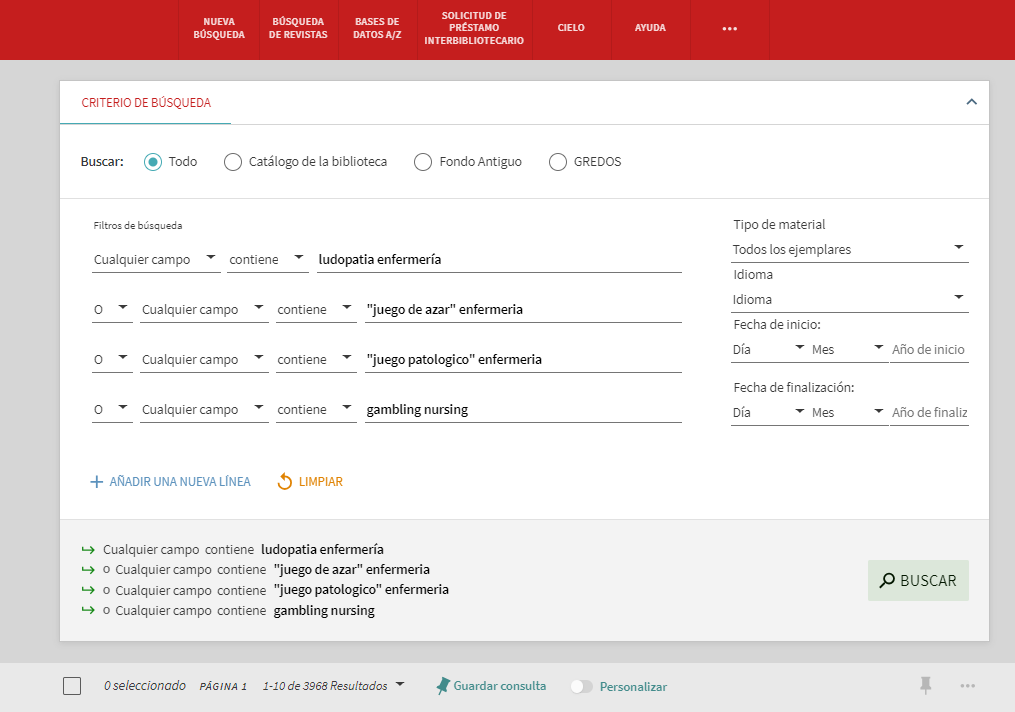 NUEVA BÚSQUEDA
BÚSQUEDA DE REVISTAS
BASES DE DATOS A/Z
SOLICITUD DE PRÉSTAMO INTERBIBLIOTECARIO
CIELO
AYUDA
CRITERIO DE BÚSQUEDA
Buscar: Todo Catálogo de la biblioteca Fondo Antiguo GREDOS
Filtros de búsqueda
Cualquier campo contiene ludopatia enfermería
O Cualquier campo contiene "juego de azar" enfermeria
O Cualquier campo contiene "juego patologico" enfermeria
O Cualquier campo contiene gambling nursing
Tipo de material
Todos los ejemplares
Idioma
Idioma
Fecha de inicio:
Día Mes Año de inicio
Fecha de finalización:
Día Mes Año de finaliz
+ AÑADIR UNA NUEVA LÍNEA LIMPIAR
Cualquier campo contiene ludopatia enfermería
o Cualquier campo contiene "juego de azar" enfermeria
o Cualquier campo contiene "juego patologico" enfermeria
o Cualquier campo contiene gambling nursing
BUSCAR
0 seleccionado PÁGINA 1 1-10 de 3968 Resultados Guardar consulta Personalizar